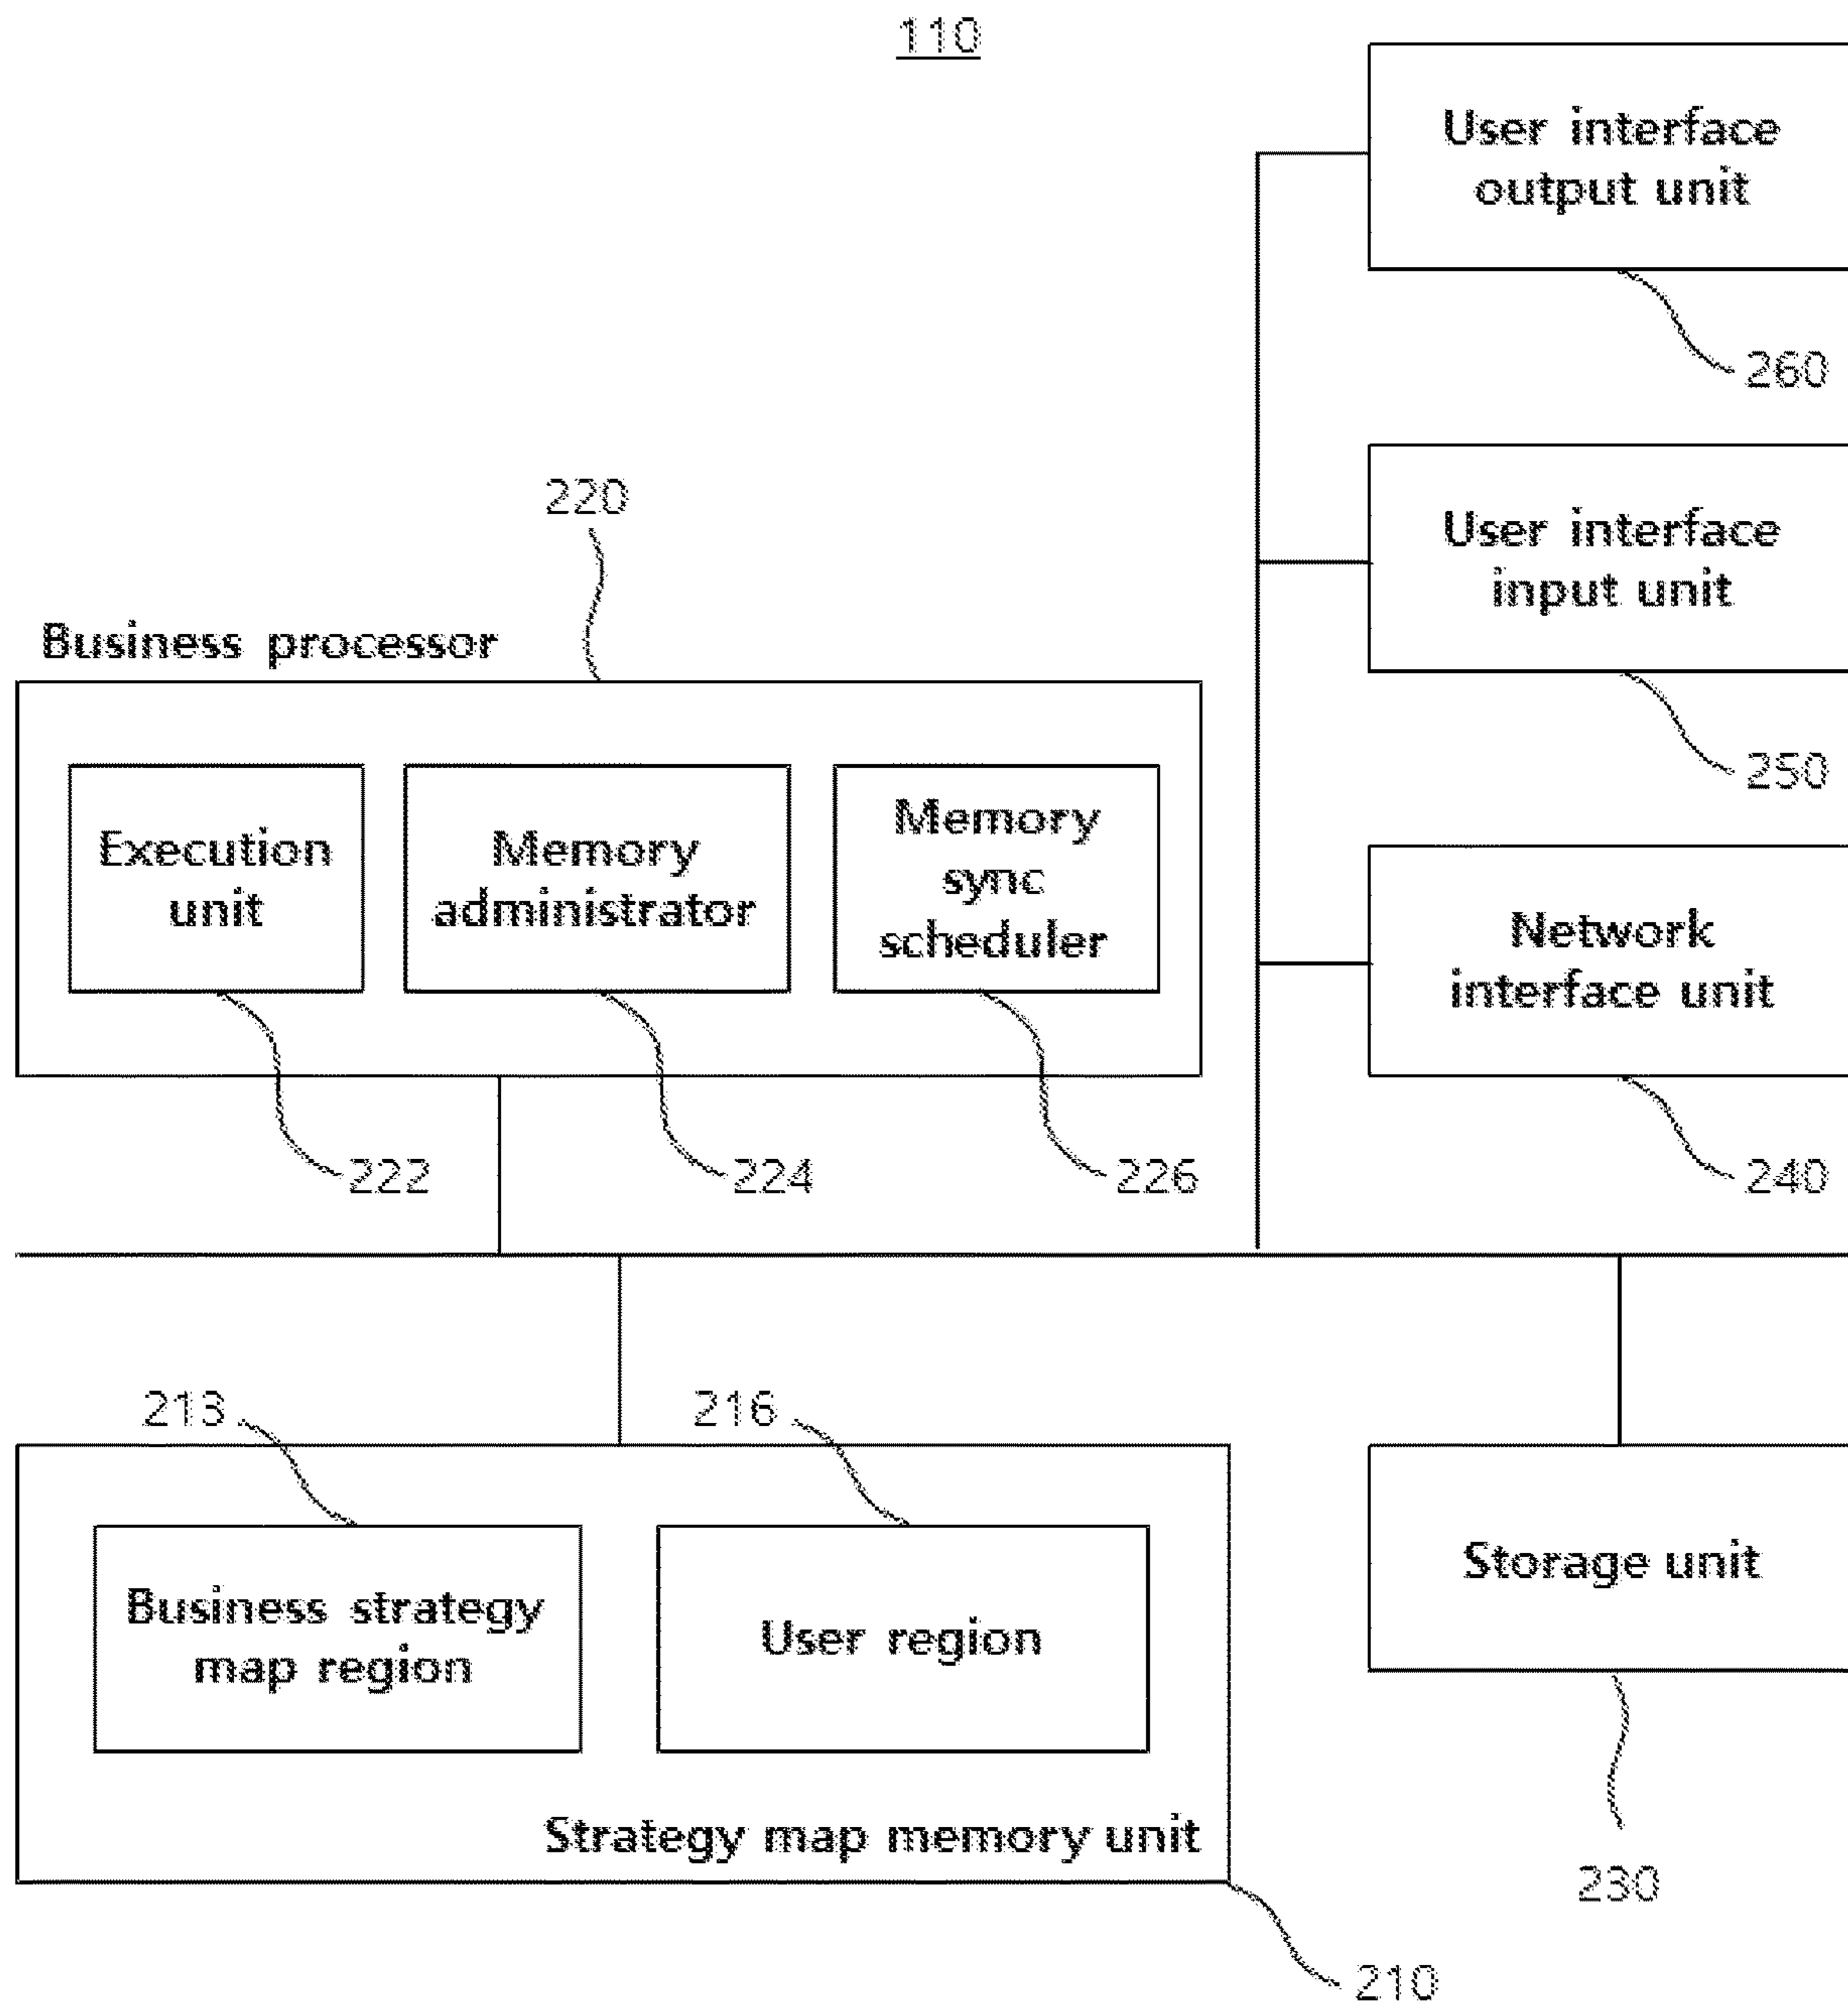 110
User interface
output unit
260
User interface
input unit
250
220
Business processor
Execution
unit
Memory
administrator
Memory
sync
scheduler
Network
interface unit
222
224
226
240
213
216
Business strategy
map region
User region
Storage unit
Strategy map memory unit
230
210